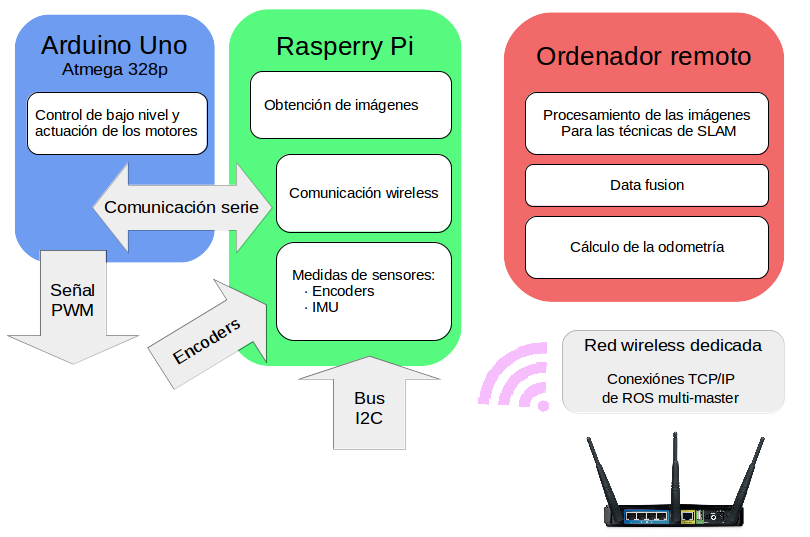 Arduino Uno
Atmega 328p
Control de bajo nivel y
actuación de los motores
Comunicación serie
Señal
PWM
Rasperry Pi
Obtención de imágenes
Comunicación wireless
Medidas de sensores:
· Encoders
· IMU
Encoders
Bus
I2C
Ordenador remoto
Procesamiento de las imágenes
Para las técnicas de SLAM
Data fusion
Cálculo de la odometría
Red wireless dedicada
Conexiónes TCP/IP
de ROS multi-master